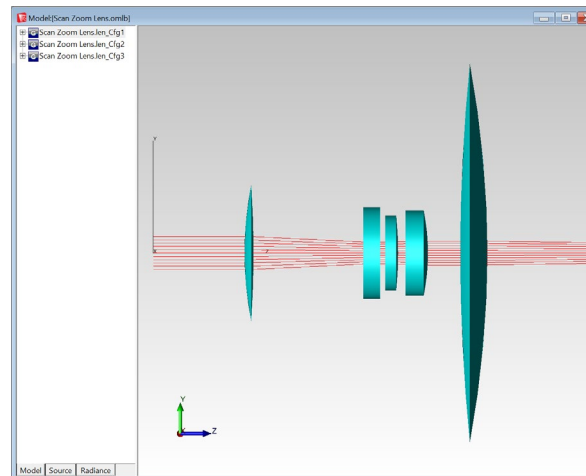 Model:[Scan Zoom Lens.omlb]
Scan Zoom Lens.len_Cfg1
Scan Zoom Lens.len_Cfg2
Scan Zoom Lens.len_Cfg3
Y
X
Z
Y
X
Z
Model Source Radiance